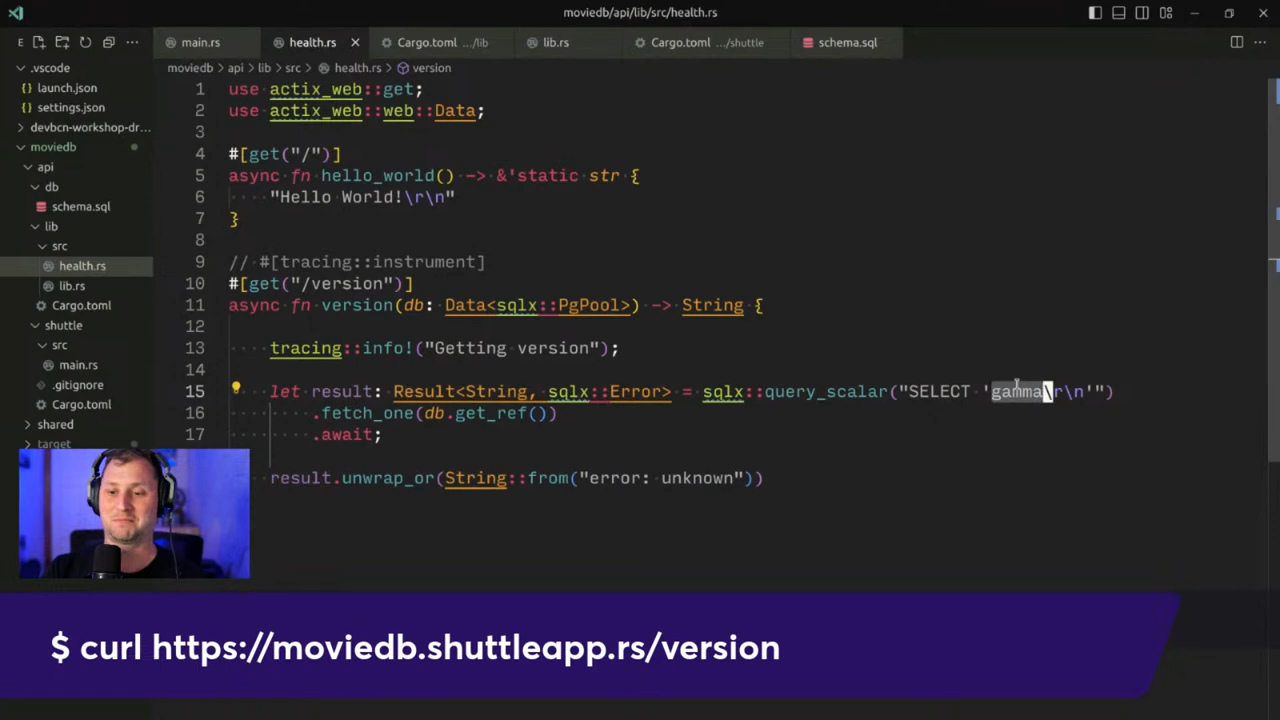 moviedb/api/lib/src/health.rs
E
main.rs
health.rs
Cargo.toml .../lib
lib.rs
Cargo.toml .../shuttle
schema.sql
moviedb > api > lib > src > health.rs > version
.vscode
launch.json
settings.json
devbcn-workshop-dr...
moviedb
api
db
schema.sql
lib
src
health.rs
lib.rs
Cargo.toml
shuttle
src
main.rs
.gitignore
Cargo.toml
shared
target
1 use actix_web::get;
2 use actix_web::web::Data;
3
4 #[get("/")]
5 async fn hello_world() -> &'static str {
6 "Hello World!\r\n"
7 }
8
9 // #[tracing::instrument]
10 #[get("/version")]
11 async fn version(db: Data<sqlx::PgPool>) -> String {
12
13 tracing::info!("Getting version");
14
15 let result: Result<String, sqlx::Error> = sqlx::query_scalar("SELECT 'gamma\r\n'")
16 .fetch_one(db.get_ref())
17 .await;
result.unwrap_or(String::from("error: unknown"))
$ curl https://moviedb.shuttleapp.rs/version